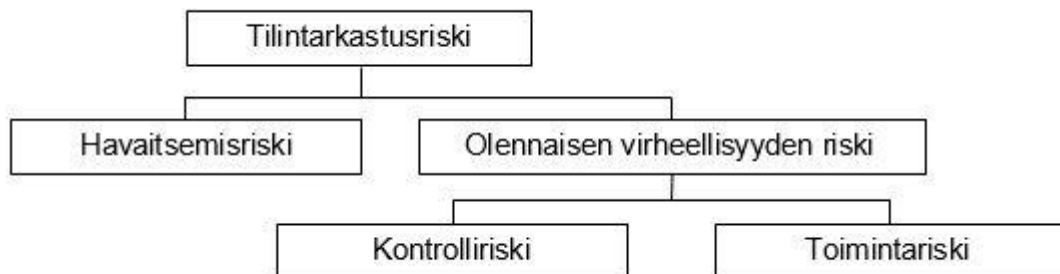 Tilintarkastusriski
Havaitsemisriski
Olennaisen virheellisyyden riski
Kontrolliriski
Toimintariski